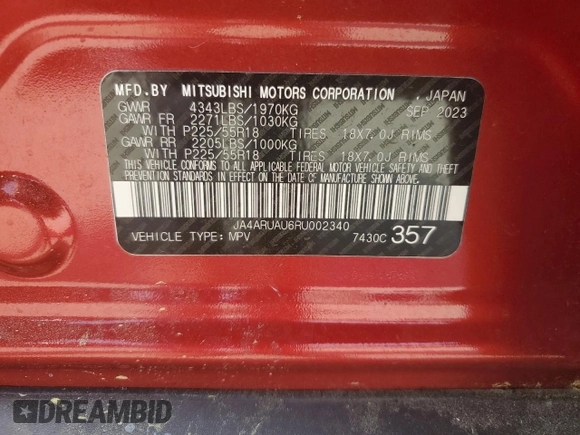 MFD.BY MITSUBISHI MOTORS CORPORATION , JAPAN
GVWR 4343LBS/1970KG SEP 2023
GAWR FR 2271LBS/1030KG
WITH P225/55R18 TIRES 18X7.0J RIMS
GAWR RR 2205LBS/1000KG
WITH P225/55R18 TIRES 18X7.0J RIMS
THIS VEHICLE CONFORMS TO ALL APPLICABLE FEDERAL MOTOR VEHICLE SAFETY AND THEFT
PREVENTION STANDARDS IN EFFECT ON THE DATE OF MANUFACTURE SHOWN ABOVE.
JA4ARUAU6RU002340
VEHICLE TYPE: MPV 7430C 357
DREAMBID